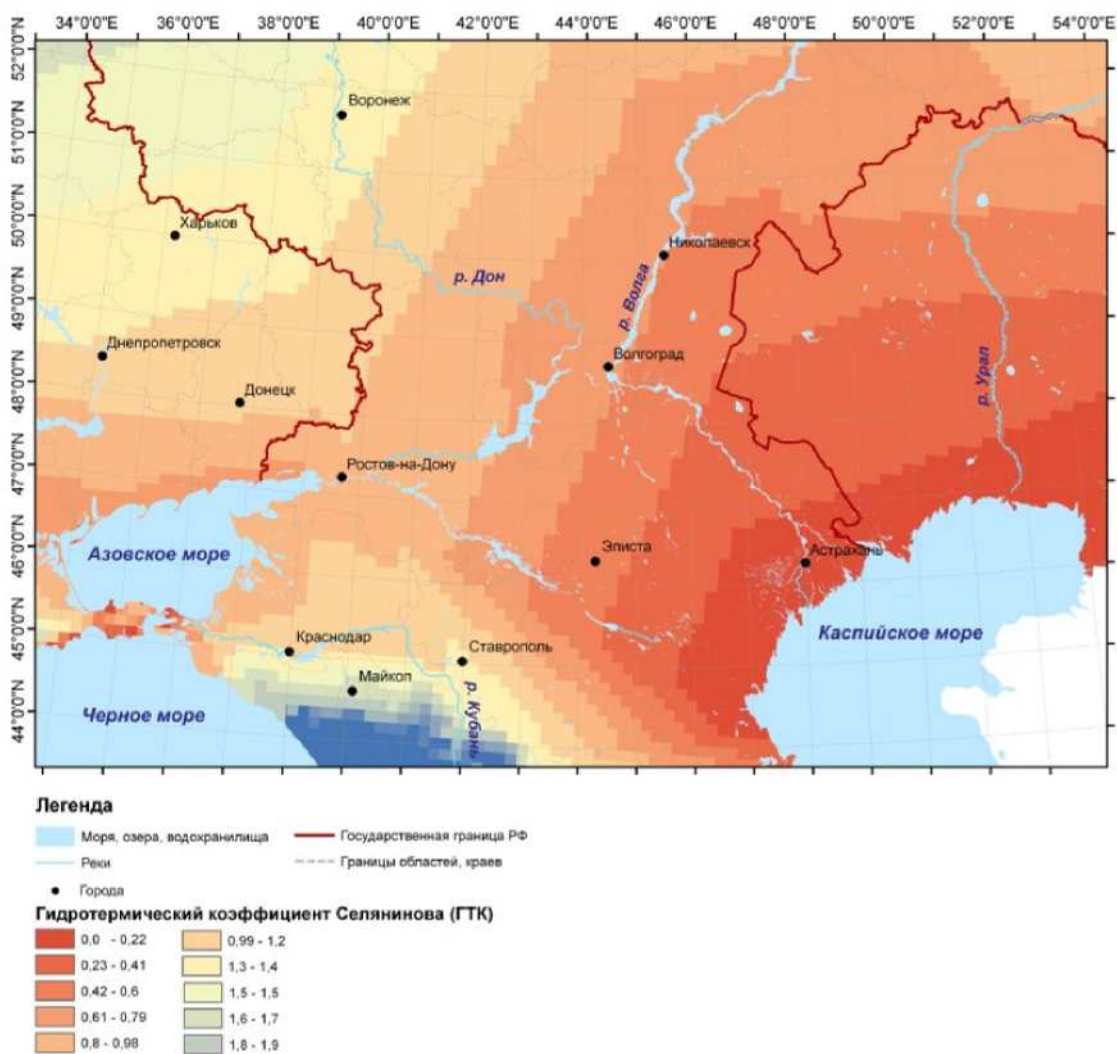 34°0'0"E 36°0'0"E 38°0'0"E 40°0'0"E 42°0'0"E 44°0'0"E 46°0'0"E 48°0'0"E 50°0'0"E 52°0'0"E 54°0'0"E
52°0'0"N
51°0'0"N
50°0'0"N
49°0'0"N
48°0'0"N
47°0'0"N
46°0'0"N
45°0'0"N
44°0'0"N
Воронеж
Харьков
Николаевск
р. Дон
р. Волга
Днепропетровск
Волгоград
р. Урал
Донецк
Ростов-на-Дону
Азовское море
Элиста
Астрахань
Краснодар
Ставрополь
Каспийское море
Майкоп
Черное море
р. Кубань
Легенда
Моря, озера, водохранилища
Государственная граница РФ
Реки
Границы областей, краев
Города
Гидротермический коэффициент Селянинова (ГТК)
0,0 - 0,22
0,99 - 1,2
0,23 - 0,41
1,3 - 1,4
0,42 - 0,6
1,5 - 1,5
0,61 - 0,79
1,6 - 1,7
0,8 - 0,98
1,8 - 1,9